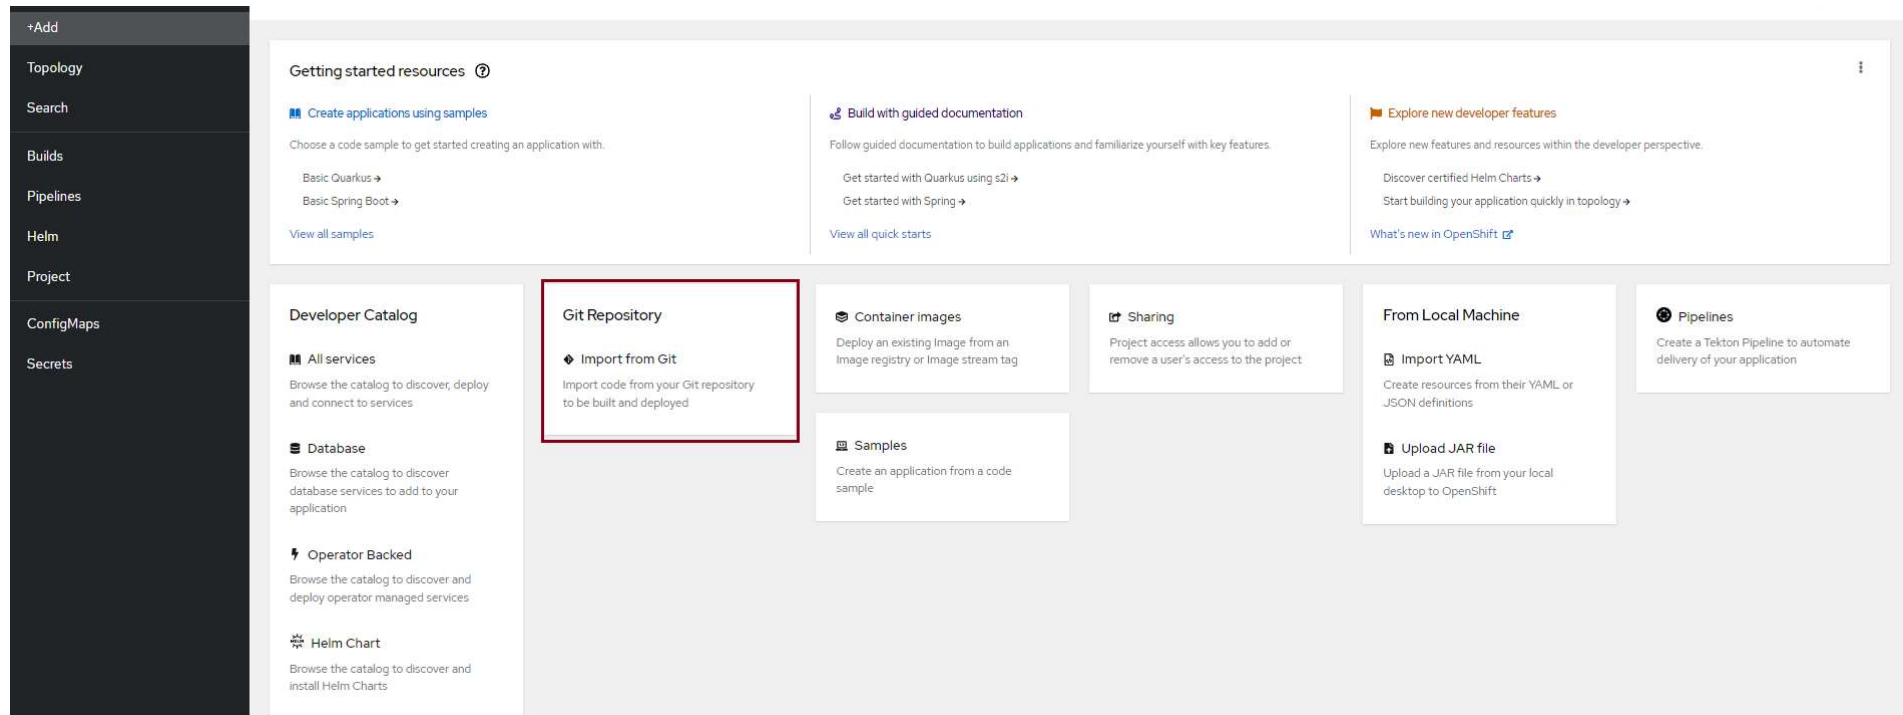 +Add
Topology
Search
Builds
Pipelines
Helm
Project
ConfigMaps
Secrets
Getting started resources
Create applications using samples
Choose a code sample to get started creating an application with.
Basic Quarkus →
Basic Spring Boot →
View all samples
Build with guided documentation
Follow guided documentation to build applications and familiarize yourself with key features.
Get started with Quarkus using s2i →
Get started with Spring →
View all quick starts
Explore new developer features
Explore new features and resources within the developer perspective.
Discover certified Helm Charts →
Start building your application quickly in topology →
What's new in OpenShift
Developer Catalog
All services
Browse the catalog to discover, deploy
and connect to services
Database
Browse the catalog to discover
database services to add to your
application
Operator Backed
Browse the catalog to discover and
deploy operator managed services
Helm Chart
Browse the catalog to discover and
install Helm Charts
Git Repository
Import from Git
Import code from your Git repository
to be built and deployed
Container images
Deploy an existing Image from an
Image registry or Image stream tag
Samples
Create an application from a code
sample
Sharing
Project access allows you to add or
remove a user's access to the project
From Local Machine
Import YAML
Create resources from their YAML or
JSON definitions
Upload JAR file
Upload a JAR file from your local
desktop to OpenShift
Pipelines
Create a Tekton Pipeline to automate
delivery of your application